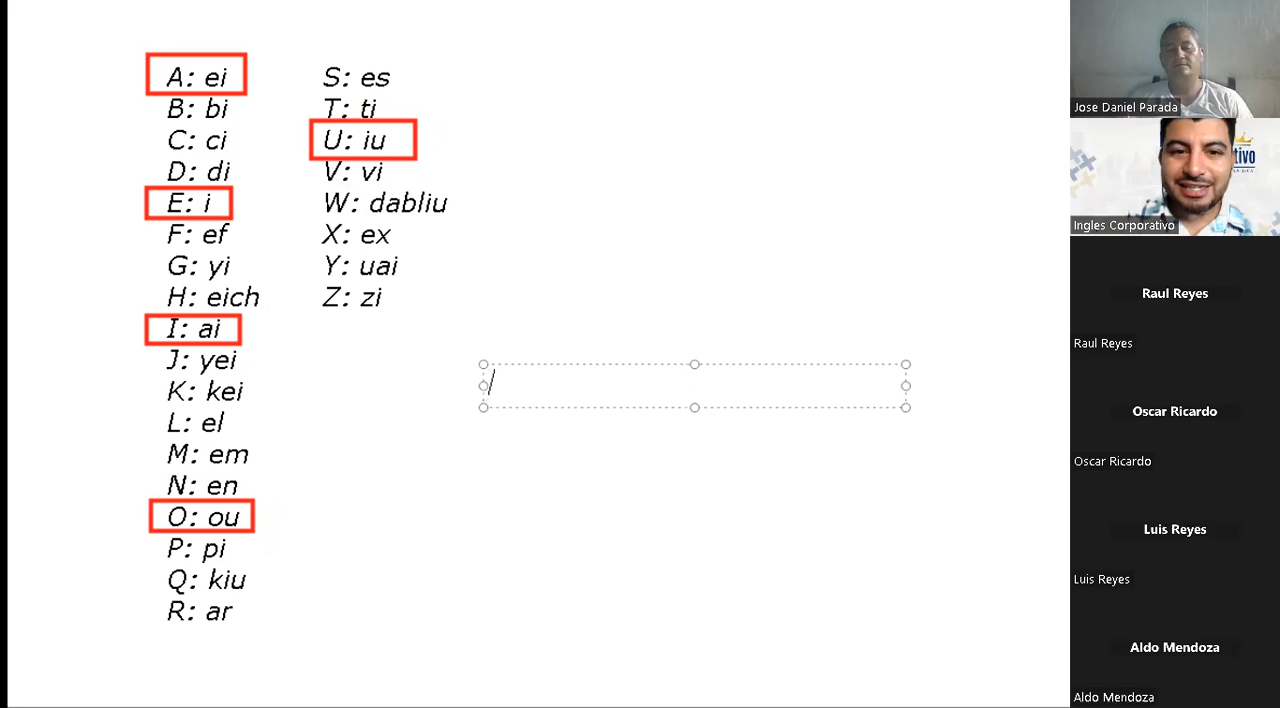 A: ei
B: bi
C: ci
D: di
E: i
F: ef
G: yi
H: eich
I: ai
J: yei
K: kei
L: el
M: em
N: en
O: ou
P: pi
Q: kiu
R: ar
S: es
T: ti
U: iu
V: vi
W: dabliu
X: ex
Y: uai
Z: zi
Jose Daniel Parada
Ingles Corporativo
Raul Reyes
Raul Reyes
Oscar Ricardo
Oscar Ricardo
Luis Reyes
Luis Reyes
Aldo Mendoza
Aldo Mendoza